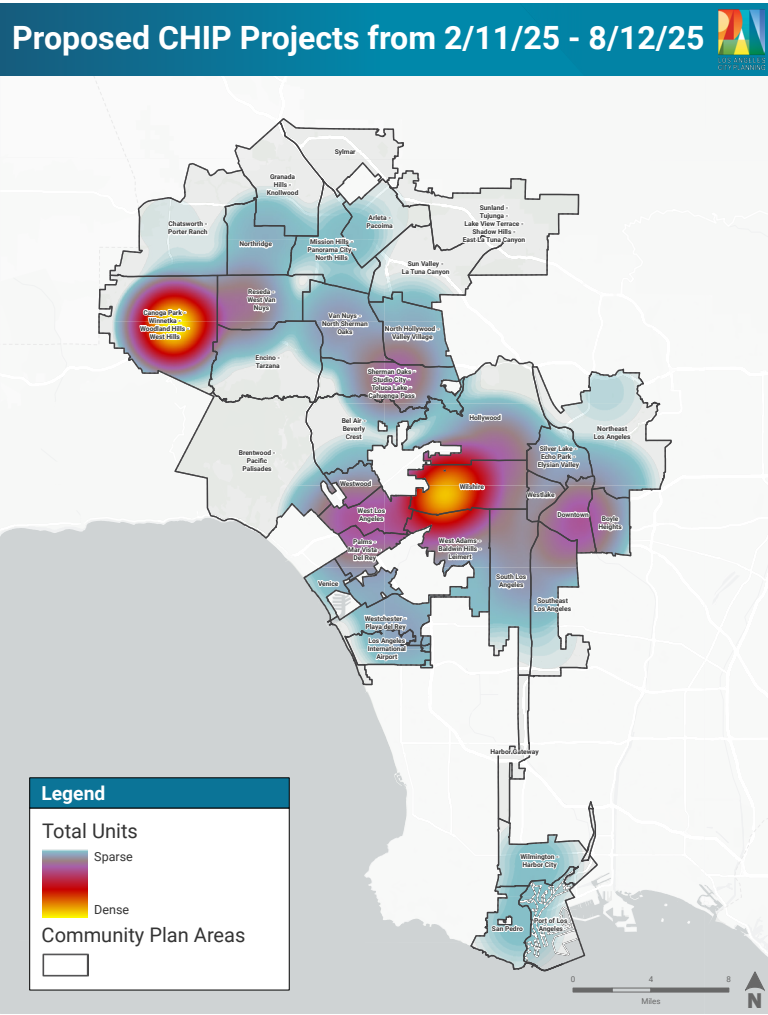 Proposed CHIP Projects from 2/11/25 - 8/12/25
LOS ANGELES
CITY PLANNING
Sylmar
Granada
Hills -
Knollwood
Sunland -
Tujunga -
Lake View Terrace -
Shadow Hills -
East La Tuna Canyon
Chatsworth -
Porter Ranch
Arleta -
Pacoima
Northridge
Mission Hills -
Panorama City -
North Hills
Sun Valley -
La Tuna Canyon
Reseda -
West Van
Nuys
Canoga Park -
Winnetka -
Woodland Hills -
West Hills
Van Nuys -
North Sherman
Oaks
North Hollywood -
Valley Village
Encino -
Tarzana
Sherman Oaks -
Studio City -
Toluca Lake -
Cahuenga Pass
Bel Air -
Beverly
Crest
Hollywood
Northeast
Los Angeles
Brentwood -
Pacific
Palisades
Silver Lake -
Echo Park -
Elysian Valley
Westwood
Wilshire
Westlake
West Los
Angeles
Downtown
Boyle
Heights
Palms -
Mar Vista -
Del Rey
West Adams -
Baldwin Hills -
Leimert
South Los
Angeles
Venice
Southeast
Los Angeles
Westchester -
Playa del Rey
Los Angeles
International
Airport
Harbor Gateway
Wilmington -
Harbor City
San Pedro
Port of Los
Angeles
Legend
Total Units
Sparse
Dense
Community Plan Areas
0 4 8
Miles
N